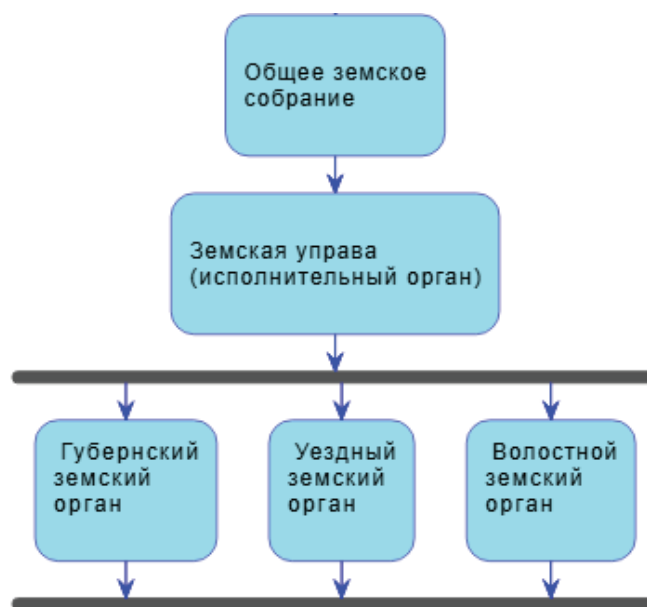 Общее земское
собрание
Земская управа
(исполнительный орган)
Губернский
земский
орган
Уездный
земский
орган
Волостной
земский
орган